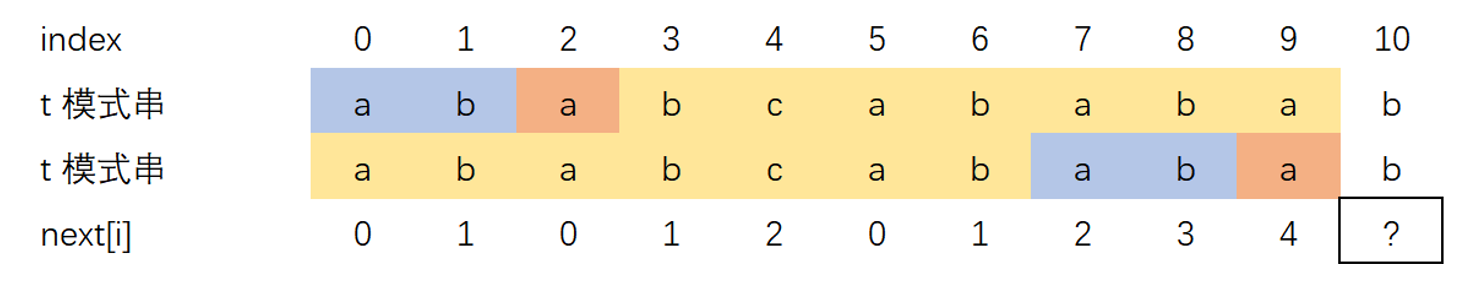 index 0 1 2 3 4 5 6 7 8 9 10
t 模式串 a b a b c a b a b a b
t 模式串 a b a b c a b a b a b
next[i] 0 1 0 1 2 0 1 2 3 4 ?